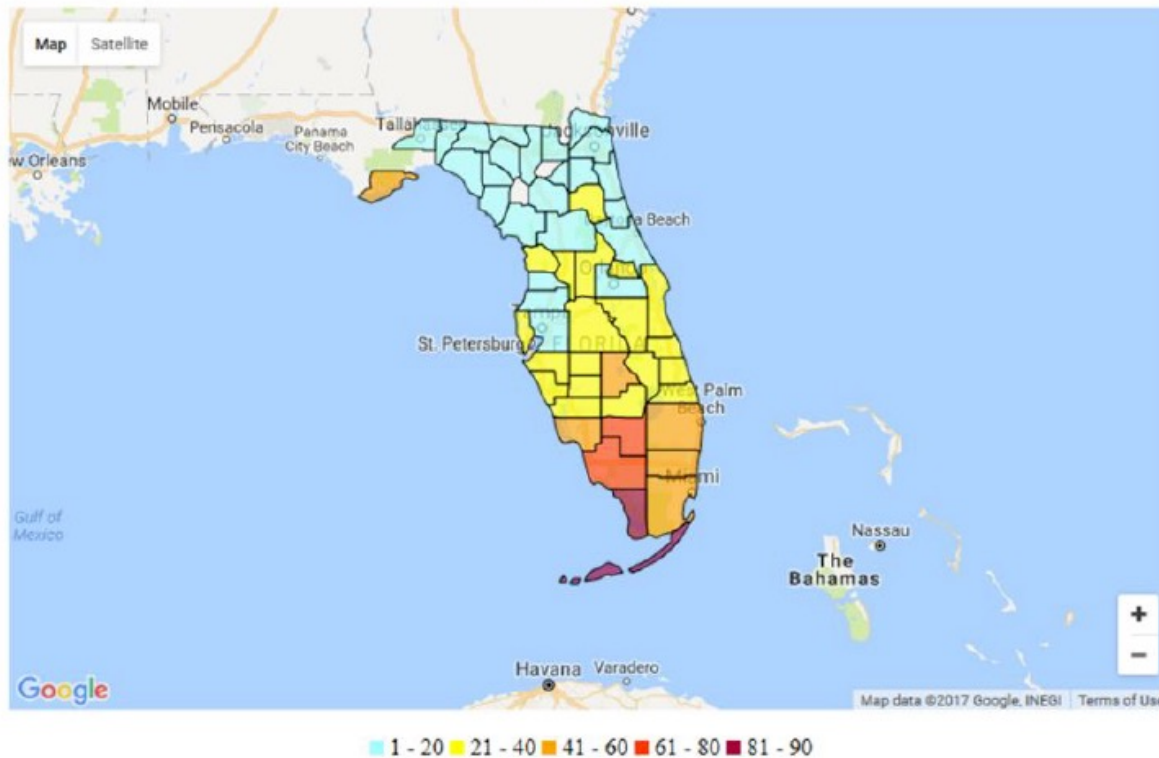 Map Satellite
Mobile
Pensacola
Panama
City Beach
w Orleans
Beach
St. Petersburg
West Palm
Beach
Miami
Gulf of
Mexico
Nassau
The
Bahamas
+
−
Havana Varadero
Google
Map data ©2017 Google, INEGI Terms of Use
1 - 20 21 - 40 41 - 60 61 - 80 81 - 90